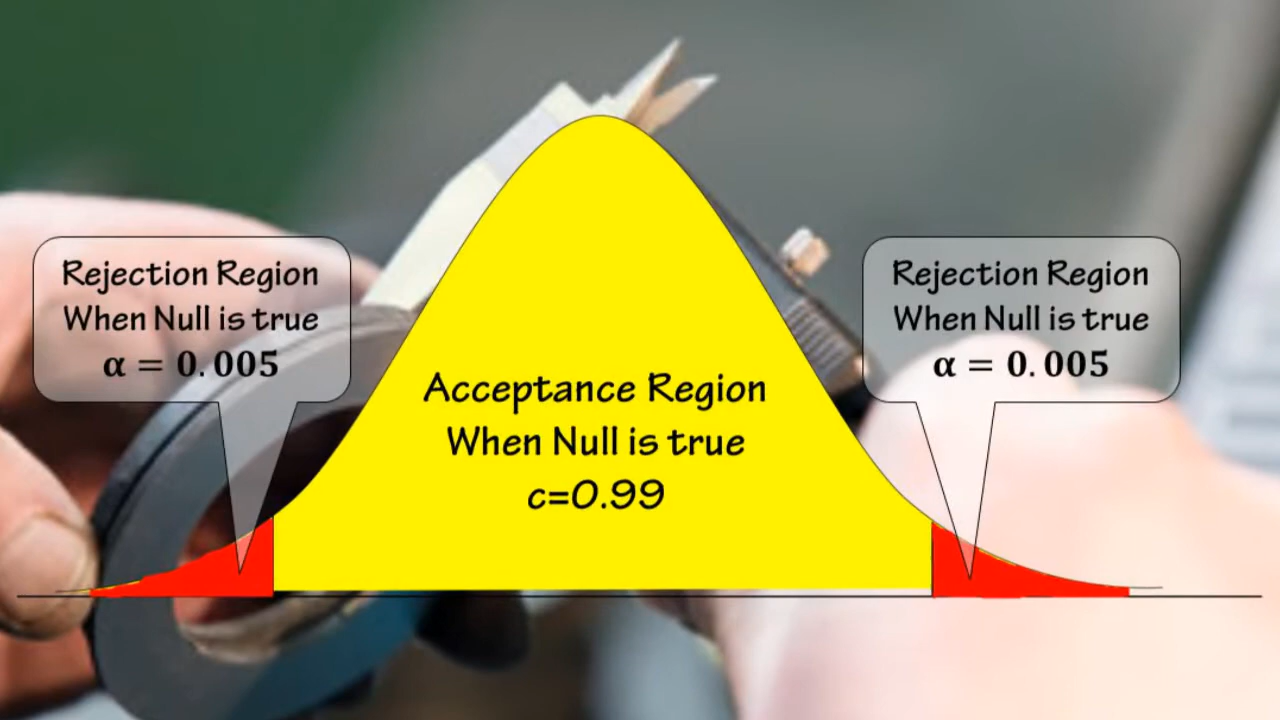 Rejection Region
When Null is true
α = 0.005
Acceptance Region
When Null is true
c=0.99
Rejection Region
When Null is true
α = 0.005